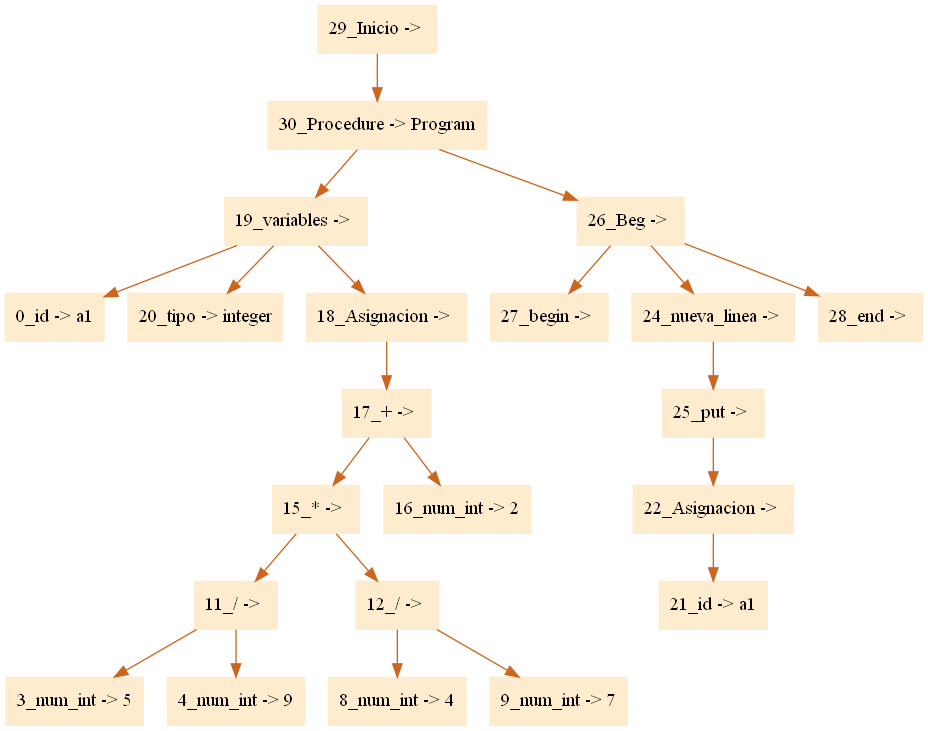 29_Inicio ->
30_Procedure -> Program
19_variables ->
26_Beg ->
0_id -> a1
20_tipo -> integer
18_Asignacion ->
27_begin ->
24_nueva_linea ->
28_end ->
17_+ ->
25_put ->
15_* ->
16_num_int -> 2
22_Asignacion ->
11_/ ->
12_/ ->
21_id -> a1
3_num_int -> 5
4_num_int -> 9
8_num_int -> 4
9_num_int -> 7